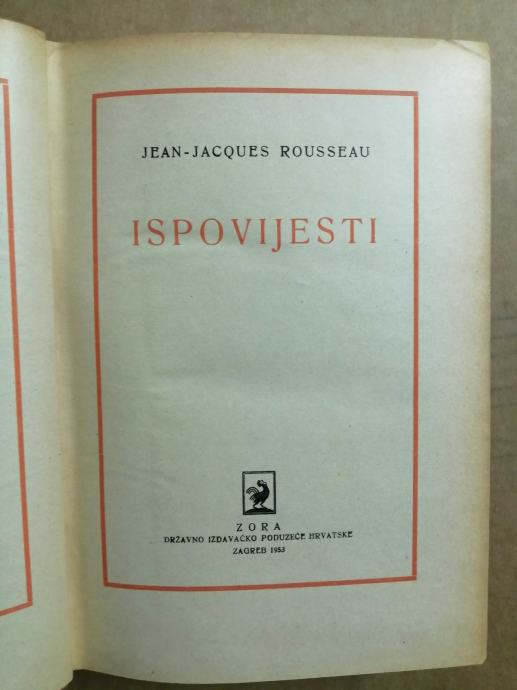 JEAN-JACQUES ROUSSEAU
ISPOVIJESTI
ZORA
DRŽAVNO IZDAVAČKO PODUZEĆE HRVATSKE
ZAGREB 1953